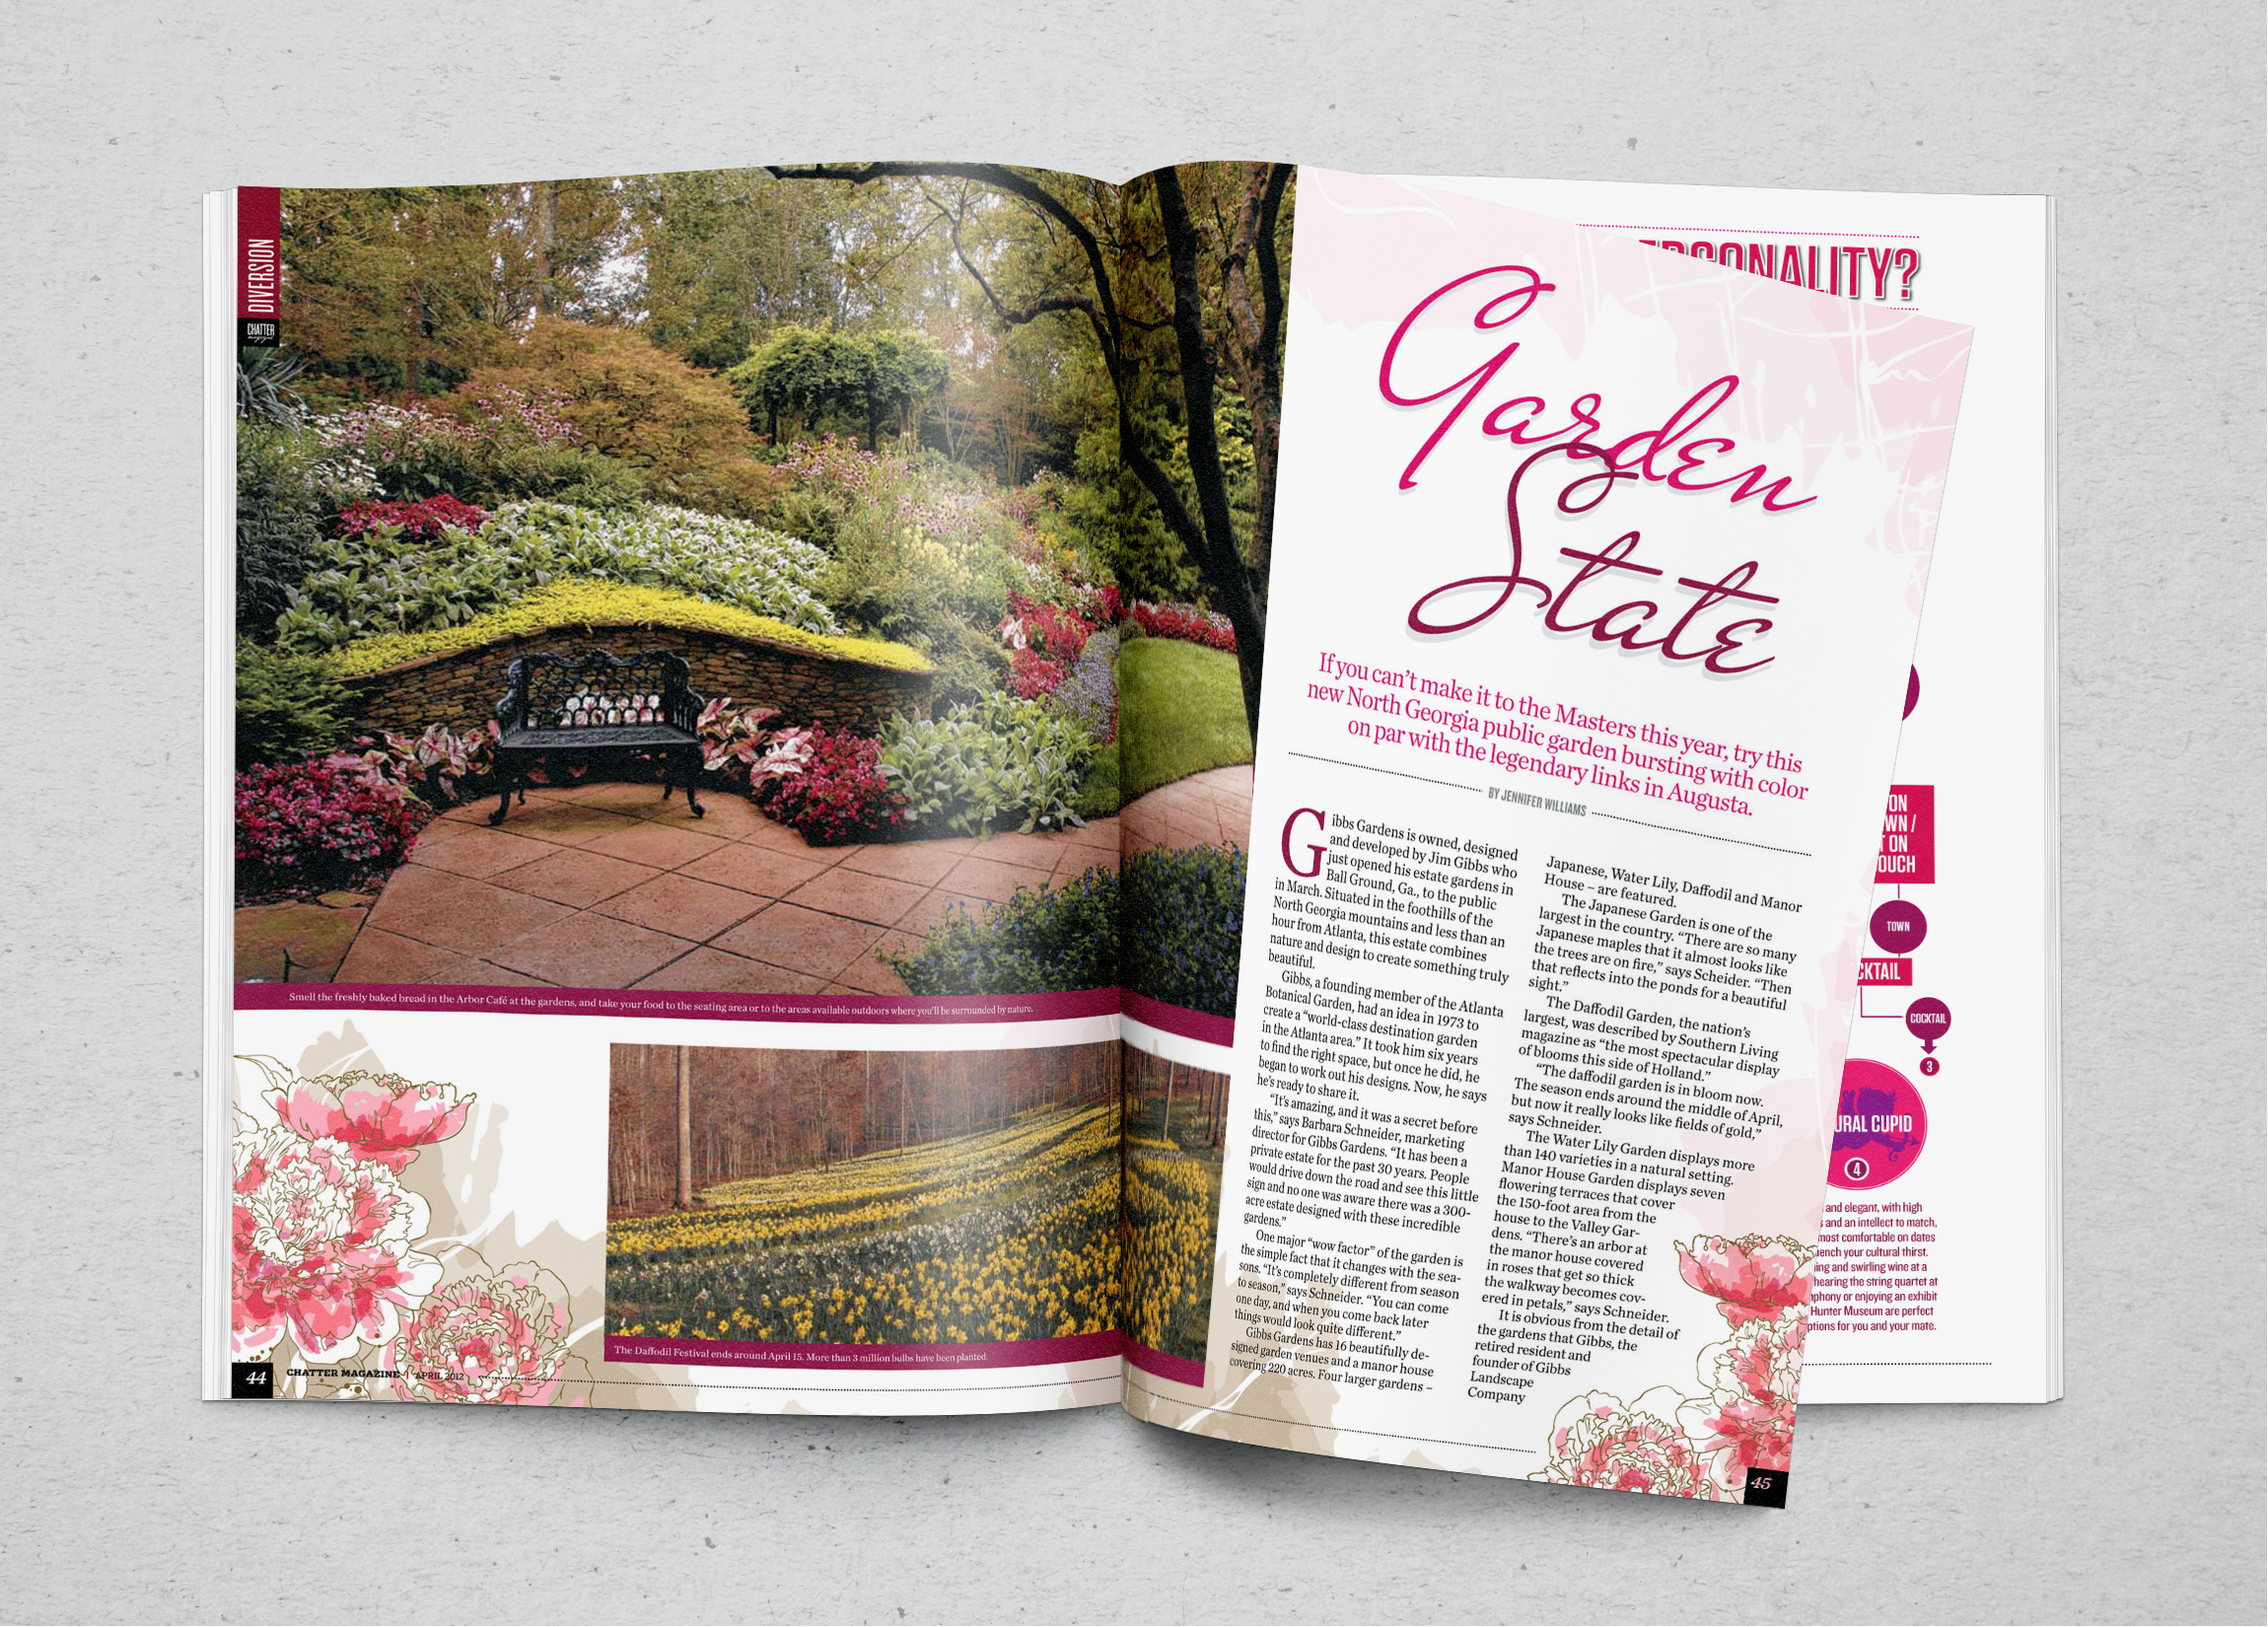 DIVERSION
CHATTER
Smell the freshly baked bread in the Arbor Café at the gardens, and take your food to the seating area or to the areas available outdoors where you'll be surrounded by nature.
The Daffodil Festival ends around April 15. More than 3 million bulbs have been planted.
44
CHATTER MAGAZINE | APRIL 2012
Garden
State
If you can't make it to the Masters this year, try this
new North Georgia public garden bursting with color
on par with the legendary links in Augusta.
BY JENNIFER WILLIAMS
Gibbs Gardens is owned, designed
and developed by Jim Gibbs who
just opened his estate gardens in
Ball Ground, Ga., to the public
in March. Situated in the foothills of the
North Georgia mountains and less than an
hour from Atlanta, this estate combines
nature and design to create something truly
beautiful.
Gibbs, a founding member of the Atlanta
Botanical Garden, had an idea in 1973 to
create a "world-class destination garden
in the Atlanta area." It took him six years
to find the right space, but once he did, he
began to work out his designs. Now, he says
he's ready to share it.
"It's amazing, and it was a secret before
this," says Barbara Schneider, marketing
director for Gibbs Gardens. "It has been a
private estate for the past 30 years. People
would drive down the road and see this little
sign and no one was aware there was a 300-
acre estate designed with these incredible
gardens."
One major "wow factor" of the garden is
the simple fact that it changes with the sea-
sons. "It's completely different from season
to season," says Schneider. "You can come
one day, and when you come back later
things would look quite different."
Gibbs Gardens has 16 beautifully de-
signed garden venues and a manor house
covering 220 acres. Four larger gardens –
Japanese, Water Lily, Daffodil and Manor
House – are featured.
The Japanese Garden is one of the
largest in the country. "There are so many
Japanese maples that it almost looks like
the trees are on fire," says Scheider. "Then
that reflects into the ponds for a beautiful
sight."
The Daffodil Garden, the nation's
largest, was described by Southern Living
magazine as "the most spectacular display
of blooms this side of Holland."
"The daffodil garden is in bloom now.
The season ends around the middle of April,
but now it really looks like fields of gold,"
says Schneider.
The Water Lily Garden displays more
than 140 varieties in a natural setting.
Manor House Garden displays seven
flowering terraces that cover
the 150-foot area from the
house to the Valley Gar-
dens. "There's an arbor at
the manor house covered
in roses that get so thick
the walkway becomes cov-
ered in petals," says Schneider.
It is obvious from the detail of
the gardens that Gibbs, the
retired resident and
founder of Gibbs
Landscape
Company
45
ERSONALITY?
ON
WN /
T ON
OUCH
TOWN
CKTAIL
COCKTAIL
3
URAL CUPID
4
and elegant, with high
s and an intellect to match,
most comfortable on dates
uench your cultural thirst.
ing and swirling wine at a
hearing the string quartet at
phony or enjoying an exhibit
Hunter Museum are perfect
ptions for you and your mate.